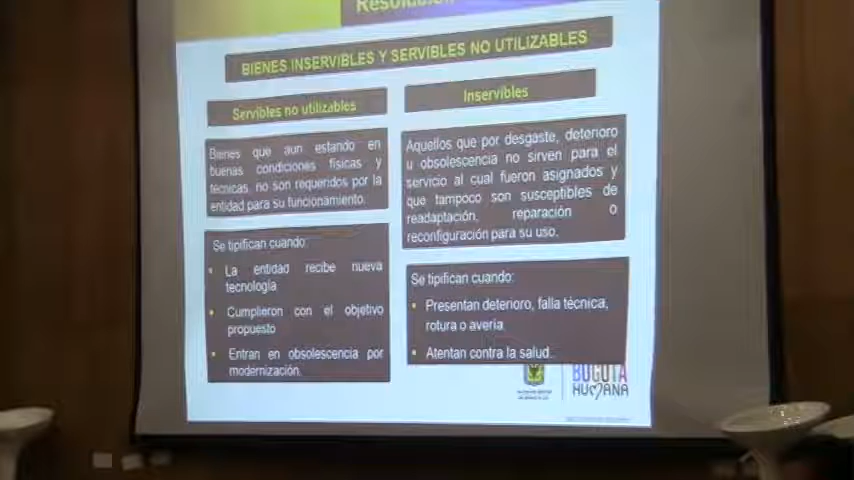 BIENES INSERVIBLES Y SERVIBLES NO UTILIZABLES
Servibles no utilizables
Bienes que aun estando en
buenas condiciones físicas y
técnicas, no son requeridos por la
entidad para su funcionamiento.
Se tipifican cuando:
• La entidad recibe nueva
tecnología
• Cumplieron con el objetivo
propuesto
• Entran en obsolescencia por
modernización.
Inservibles
Aquellos que por desgaste, deterioro
u obsolescencia no sirven para el
servicio al cual fueron asignados y
que tampoco son susceptibles de
readaptación, reparación o
reconfiguración para su uso.
Se tipifican cuando:
• Presentan deterioro, falla técnica,
rotura o avería.
• Atentan contra la salud.
BOGOTÁ
HUMANA